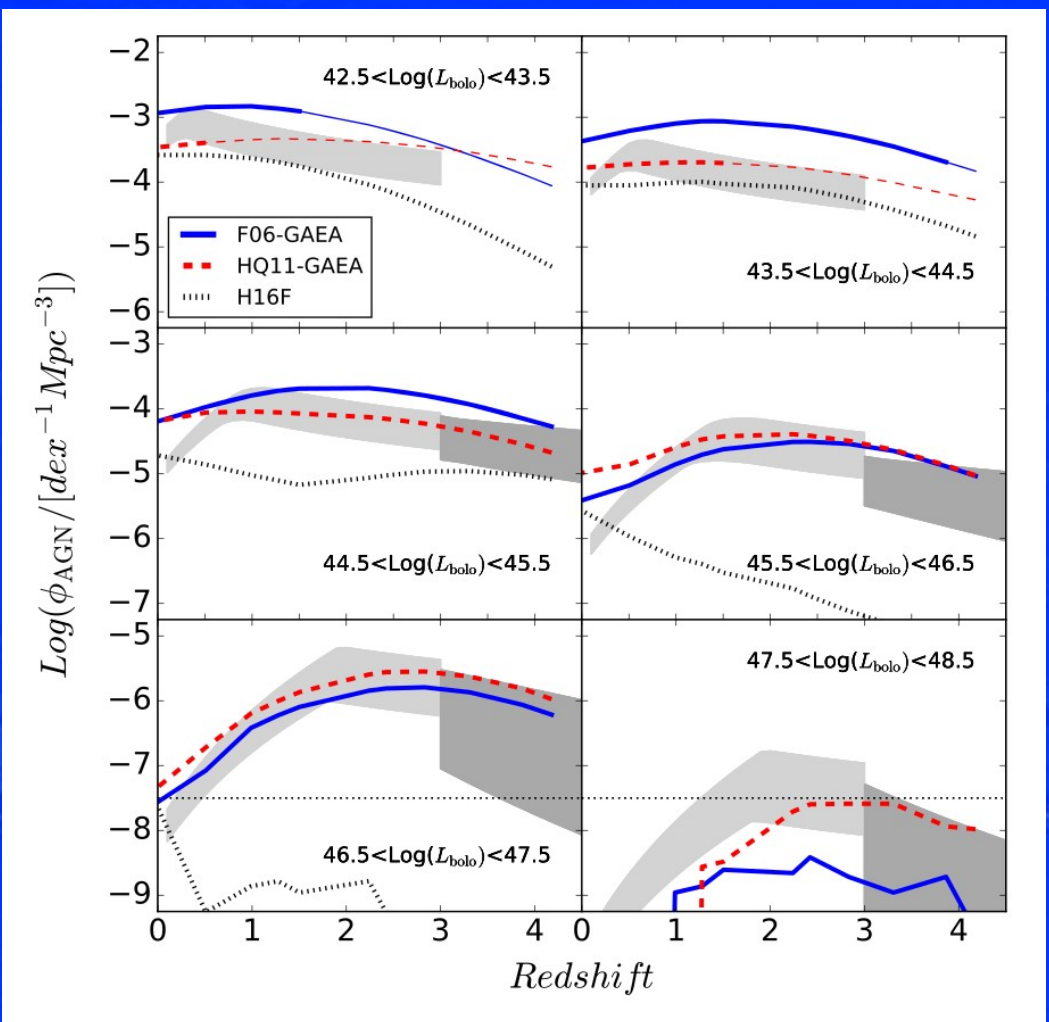 −2
−3
−4
−5
−6
42.5<Log(L_bolo)<43.5
F06-GAEA
HQ11-GAEA
H16F
43.5<Log(L_bolo)<44.5
−3
−4
−5
−6
−7
44.5<Log(L_bolo)<45.5
45.5<Log(L_bolo)<46.5
−5
−6
−7
−8
−9
46.5<Log(L_bolo)<47.5
47.5<Log(L_bolo)<48.5
0 1 2 3 4 0 1 2 3 4
Redshift
Log(ϕ_AGN/[dex⁻¹ Mpc⁻³])